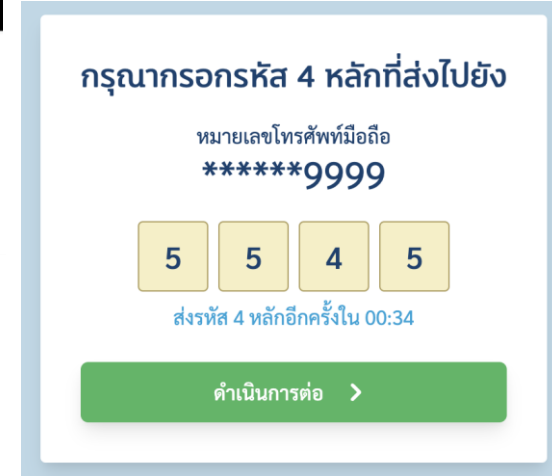 กรุณากรอกรหัส 4 หลักที่ส่งไปยัง
หมายเลขโทรศัพท์มือถือ
******9999
5 5 4 5
ส่งรหัส 4 หลักอีกครั้งใน 00:34
ดำเนินการต่อ